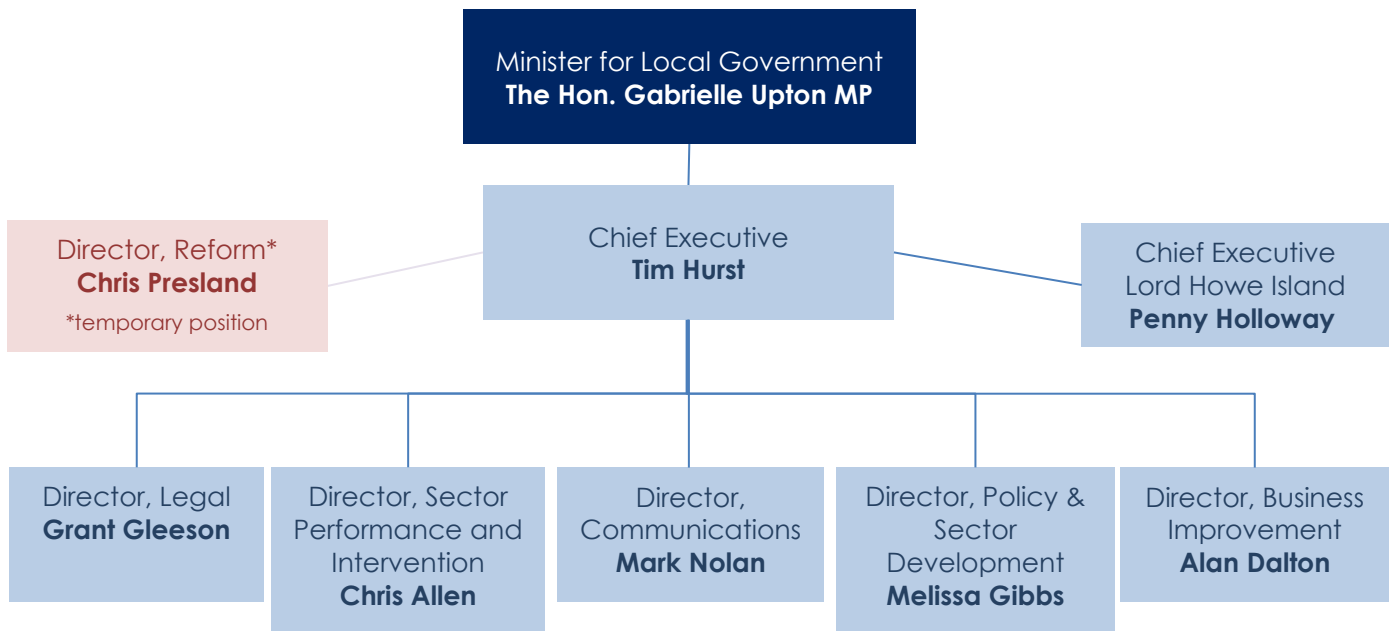 Minister for Local Government
The Hon. Gabrielle Upton MP
Director, Reform*
Chris Presland
*temporary position
Chief Executive
Tim Hurst
Chief Executive
Lord Howe Island
Penny Holloway
Director, Legal
Grant Gleeson
Director, Sector
Performance and
Intervention
Chris Allen
Director,
Communications
Mark Nolan
Director, Policy &
Sector
Development
Melissa Gibbs
Director, Business
Improvement
Alan Dalton